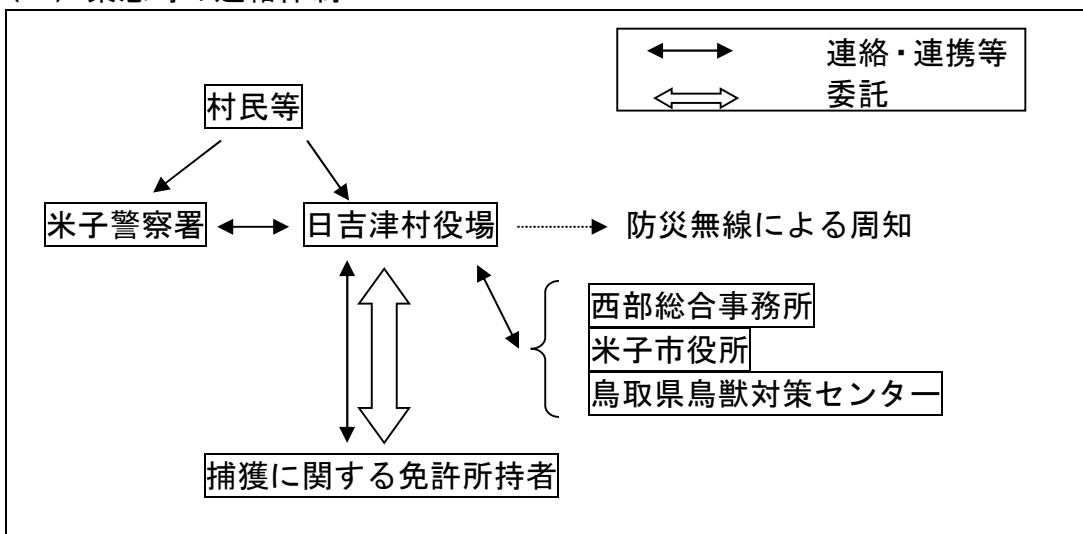 連絡・連携等
委託
村民等
米子警察署
日吉津村役場
防災無線による周知
西部総合事務所
米子市役所
鳥取県鳥獣対策センター
捕獲に関する免許所持者